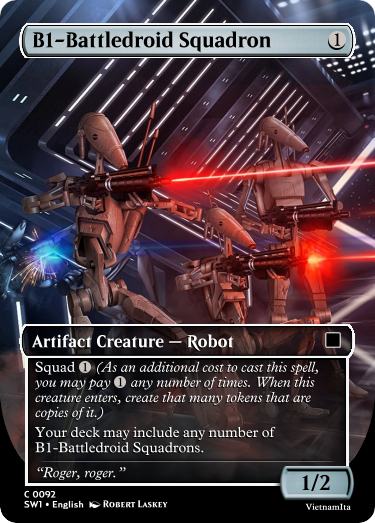 B1-Battledroid Squadron 1
Artifact Creature — Robot
Squad 1 (As an additional cost to cast this spell,
you may pay 1 any number of times. When this
creature enters, create that many tokens that are
copies of it.)
Your deck may include any number of
B1-Battledroid Squadrons.
“Roger, roger.”
1/2
C 0092
SW1 • English ROBERT LASKEY
VietnamIta